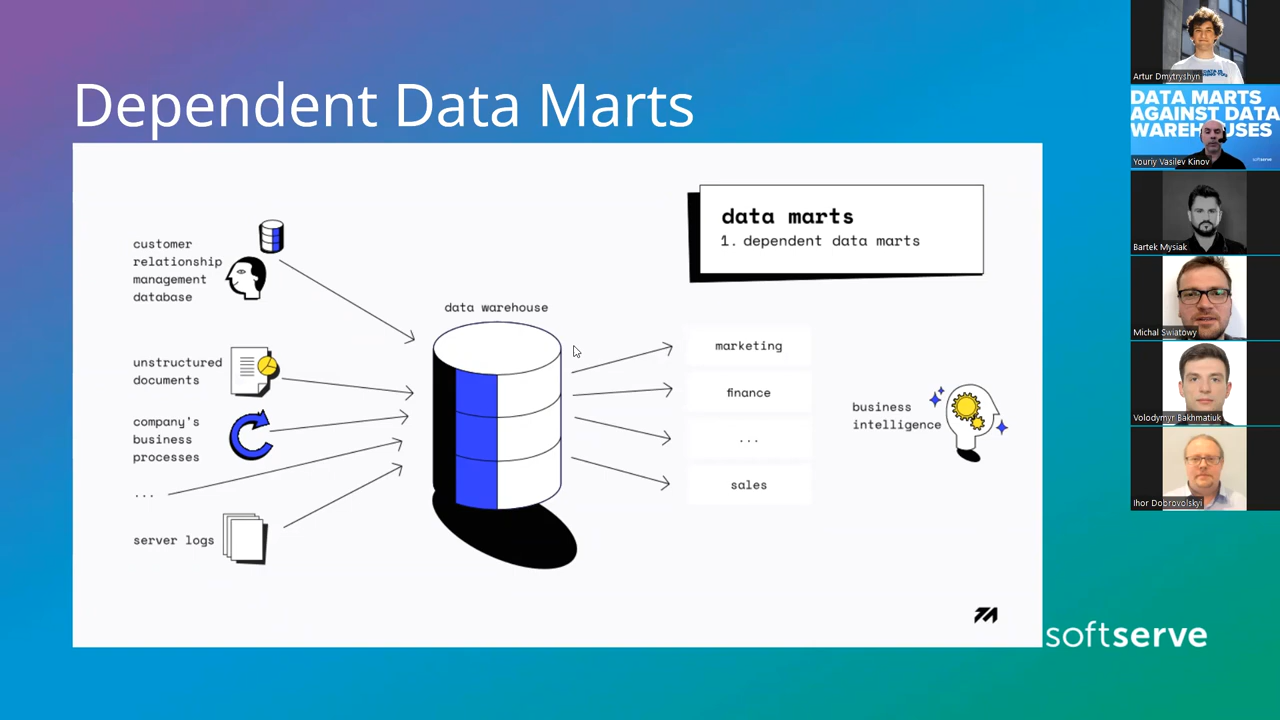 Dependent Data Marts
customer
relationship
management
database
unstructured
documents
company's
business
processes
...
server logs
data warehouse
data marts
1. dependent data marts
marketing
finance
...
sales
business
intelligence
softserve
Artur Dmytryshyn
DATA MARTS
AGAINST DATA
WAREHOUSES
softserve
Youriy Vasilev Kinov
Bartek Mysiak
Michal Swiatowy
Volodymyr Bakhmatiuk
Ihor Dobrovolskyi